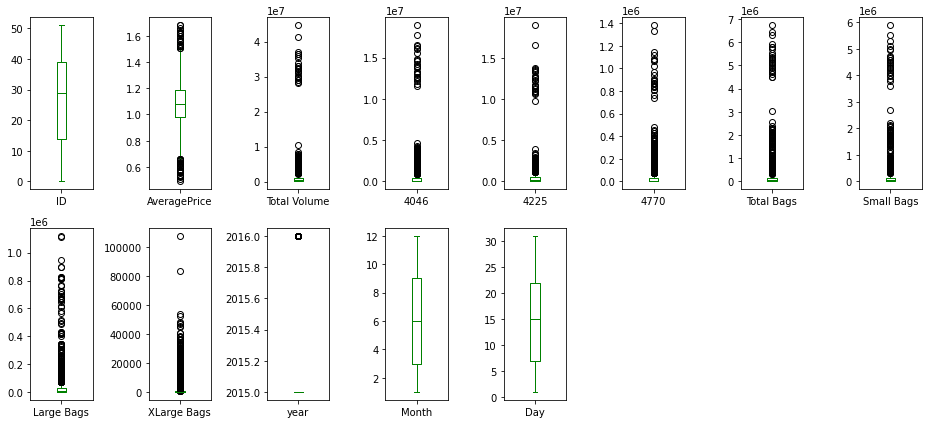 1e7 1e7 1e7 1e6 1e6
50 40 30 20 10 0
1.6 1.4 1.2 1.0 0.8 0.6
4 3 2 1 0
1.5 1.0 0.5 0.0
1.5 1.0 0.5 0.0
1.4 1.2 1.0 0.8 0.6 0.4 0.2 0.0
7 6 5 4 3 2 1 0
6 5 4 3 2 1 0
ID AveragePrice Total Volume 4046 4225 4770 Total Bags Small Bags
1e6
1.0 0.8 0.6 0.4 0.2 0.0
100000 80000 60000 40000 20000 0
2016.0 2015.8 2015.6 2015.4 2015.2 2015.0
12 10 8 6 4 2
30 25 20 15 10 5 0
Large Bags XLarge Bags year Month Day